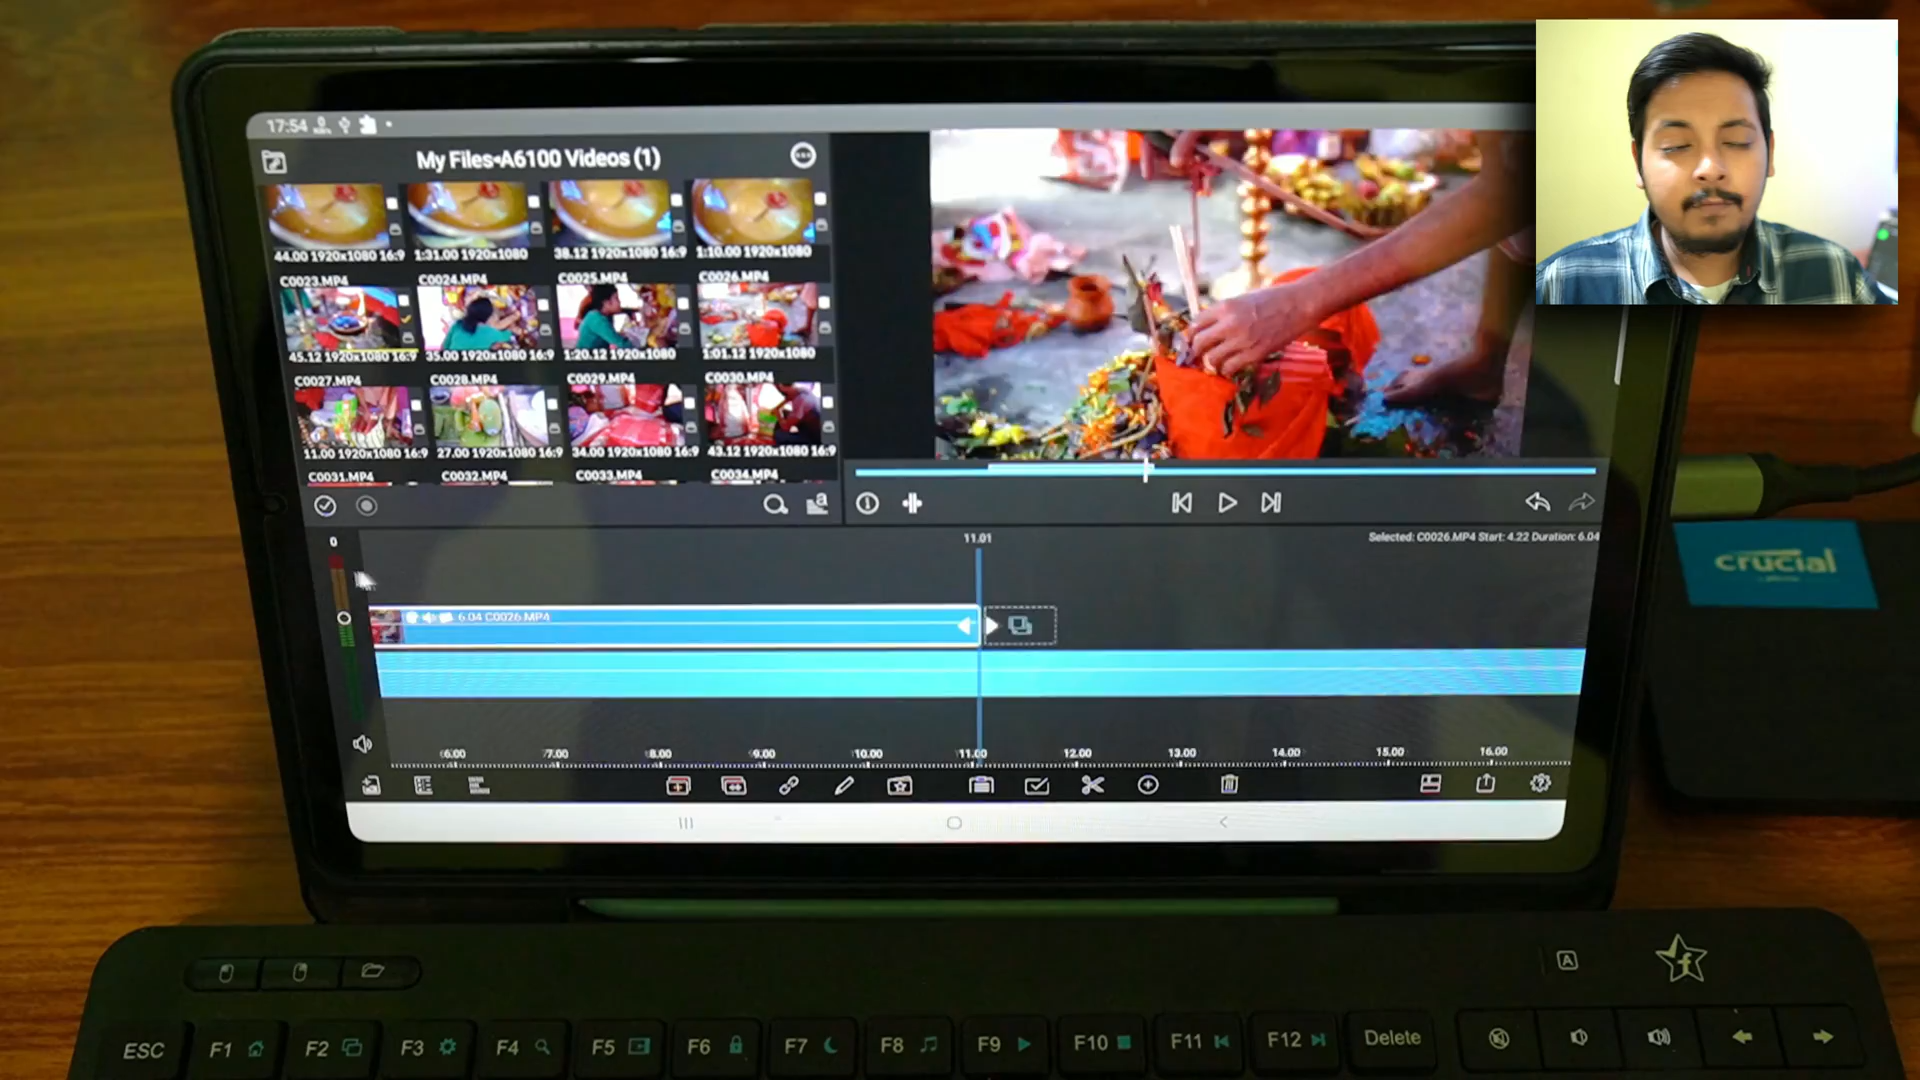 17:54
My Files•A6100 Videos (1)
44.00 1920x1080 16:9
1:31.00 1920x1080
38.12 1920x1080 16:9
1:10.00 1920x1080
C0023.MP4
C0024.MP4
C0025.MP4
C0026.MP4
45.12 1920x1080 16:9
35.00 1920x1080 16:9
1:20.12 1920x1080
1:01.12 1920x1080
C0027.MP4
C0028.MP4
C0029.MP4
C0030.MP4
11.00 1920x1080 16:9
27.00 1920x1080 16:9
34.00 1920x1080 16:9
43.12 1920x1080 16:9
C0031.MP4
C0032.MP4
C0033.MP4
C0034.MP4
0
11.01
Selected: C0026.MP4 Start: 4.22 Duration: 6.04
6.04 C0026.MP4
6.00 7.00 8.00 9.00 10.00 11.00 12.00 13.00 14.00 15.00 16.00
crucial
A
f
ESC F1 F2 F3 F4 F5 F6 F7 F8 F9 F10 F11 F12 Delete